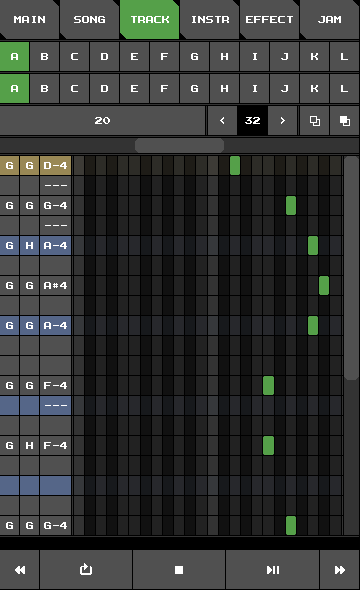 MAIN SONG TRACK INSTR EFFECT JAM
A B C D E F G H I J K L
A B C D E F G H I J K L
20 < 32 >
G G D-4
---
G G G-4
---
G H A-4
G G A#4
G G A-4
G G F-4
---
G H F-4
G G G-4